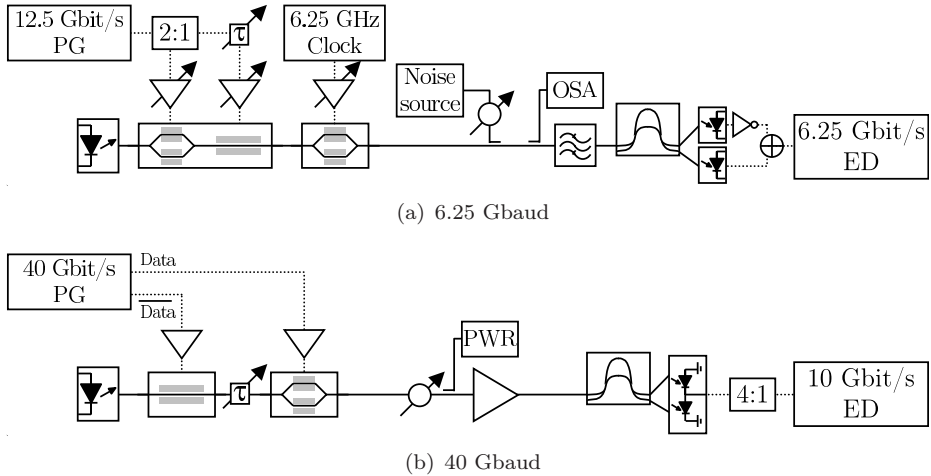 12.5 Gbit/s
PG
2:1
τ
6.25 GHz
Clock
Noise
source
OSA
6.25 Gbit/s
ED
(a) 6.25 Gbaud
40 Gbit/s
PG
Data
Data
τ
PWR
4:1
10 Gbit/s
ED
(b) 40 Gbaud